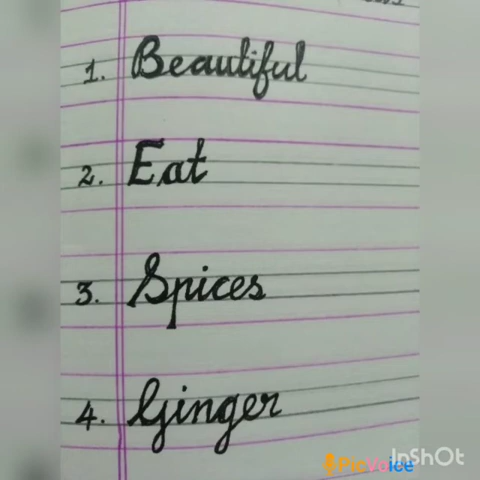 1. Beautiful
2. Eat
3. Spices
4. Ginger
PicVoice InShOt